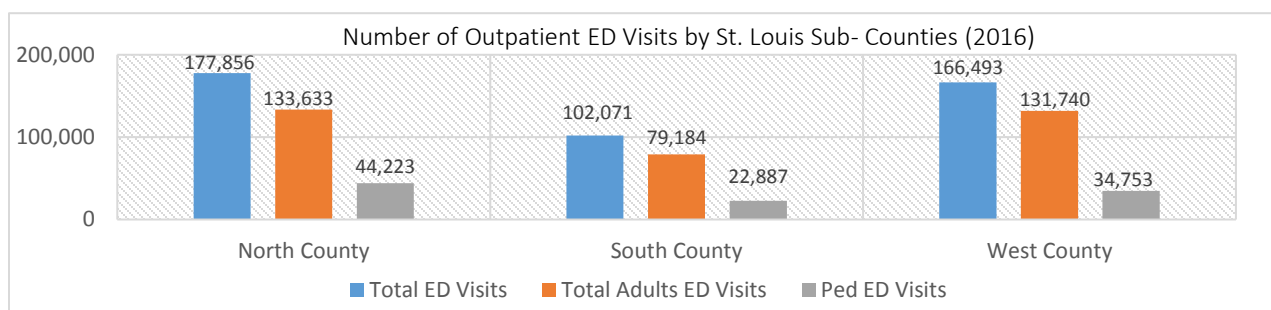 Number of Outpatient ED Visits by St. Louis Sub- Counties (2016)
200,000
100,000
0
177,856
133,633
44,223
102,071
79,184
22,887
166,493
131,740
34,753
North County
South County
West County
Total ED Visits
Total Adults ED Visits
Ped ED Visits